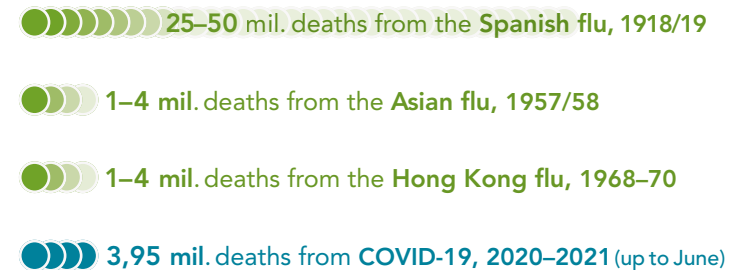 25–50 mil. deaths from the Spanish flu, 1918/19
1–4 mil. deaths from the Asian flu, 1957/58
1–4 mil. deaths from the Hong Kong flu, 1968–70
3,95 mil. deaths from COVID-19, 2020–2021 (up to June)